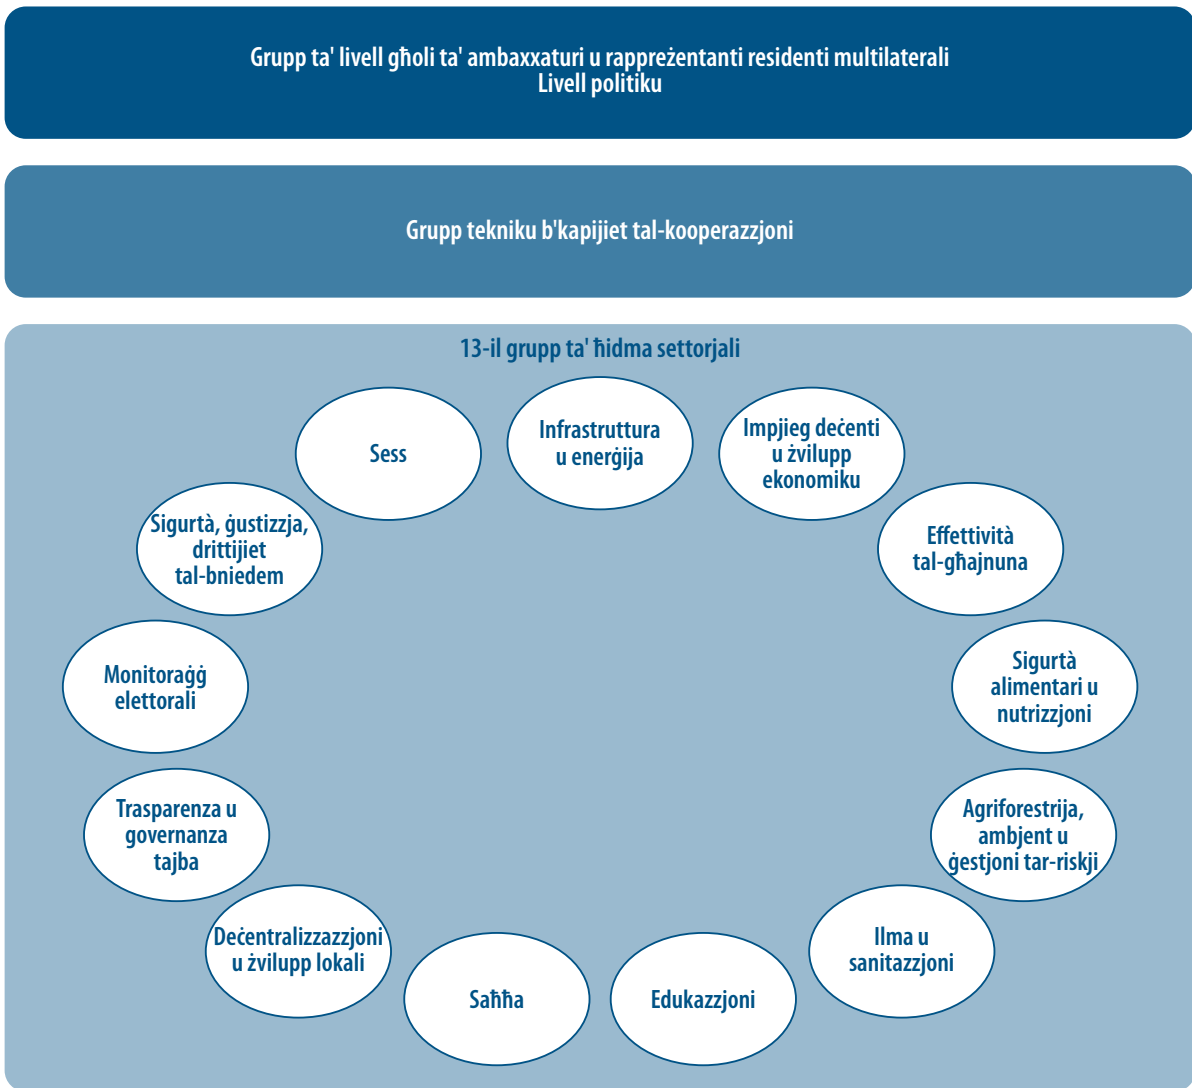 Grupp ta' livell għoli ta' ambaxxaturi u rappreżentanti residenti multilaterali
Livell politiku
Grupp tekniku b'kapijiet tal-kooperazzjoni
13-il grupp ta' ħidma settorjali
Sess
Infrastruttura
u enerġija
Impjieg deċenti
u żvilupp
ekonomiku
Sigurtà, ġustizzja,
drittijiet
tal-bniedem
Effettività
tal-għajnuna
Monitoraġġ
elettorali
Sigurtà
alimentari u
nutrizzjoni
Trasparenza u
governanza
tajba
Agriforestrija,
ambjent u
ġestjoni tar-riskji
Deċentralizzazzjoni
u żvilupp lokali
Saħħa
Edukazzjoni
Ilma u
sanitazzjoni